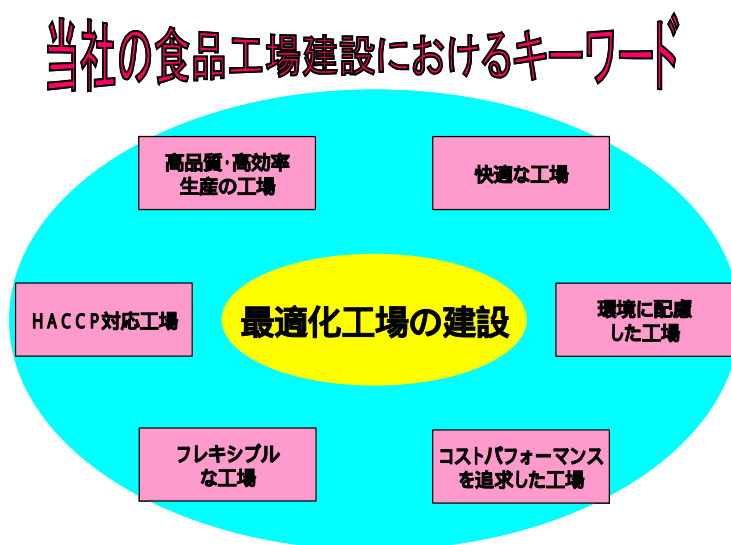 当社の食品工場建設におけるキーワード
高品質・高効率
生産の工場
快適な工場
HACCP対応工場
最適化工場の建設
環境に配慮
した工場
フレキシブル
な工場
コストパフォーマンス
を追求した工場